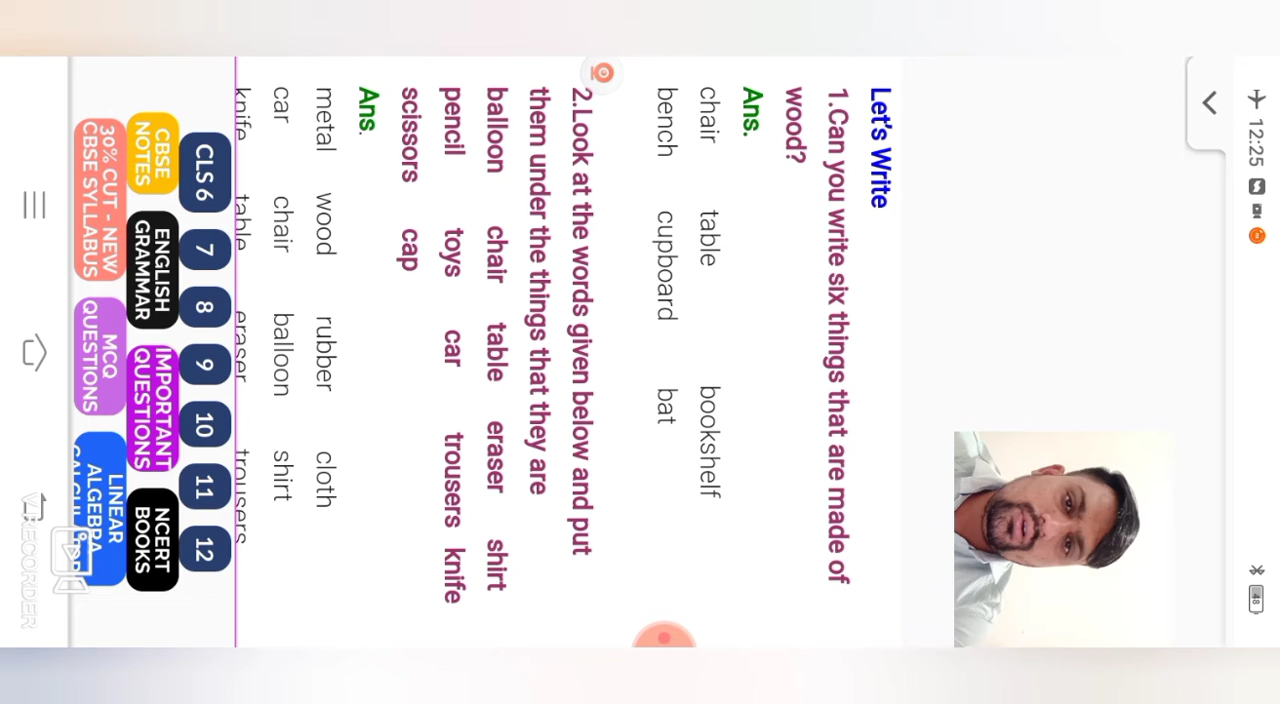 12:25
48
Let's Write
1.Can you write six things that are made of
wood?
Ans.
chair table bookshelf
bench cupboard bat
2.Look at the words given below and put
them under the things that they are
balloon chair table eraser shirt
pencil toys car trousers knife
scissors cap
Ans.
metal wood rubber cloth
car chair balloon shirt
knife table eraser trousers
CLS 6 7 8 9 10 11 12
CBSE NOTES
ENGLISH GRAMMAR
IMPORTANT QUESTIONS
NCERT BOOKS
30% CUT - NEW CBSE SYLLABUS
MCQ QUESTIONS
LINEAR ALGEBRA
V RECORDER